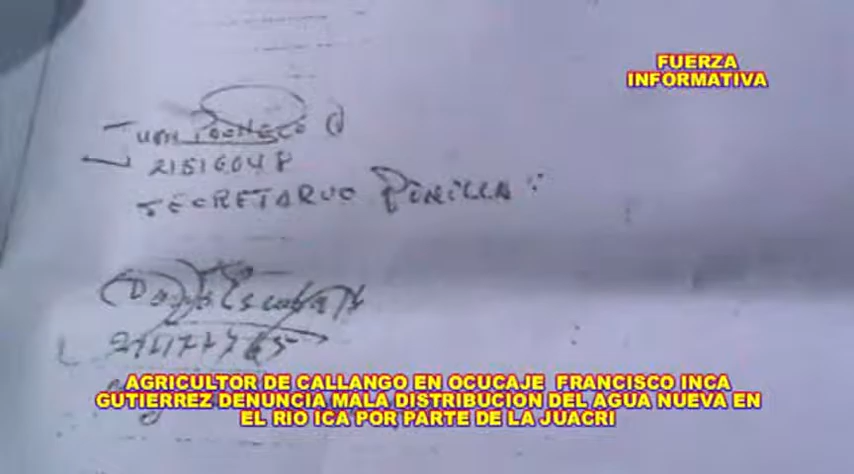 FUERZA
INFORMATIVA
21516048
SECRETARIO PINILLA
AGRICULTOR DE CALLANGO EN OCUCAJE FRANCISCO INCA
GUTIERREZ DENUNCIA MALA DISTRIBUCION DEL AGUA NUEVA EN
EL RIO ICA POR PARTE DE LA JUACRI